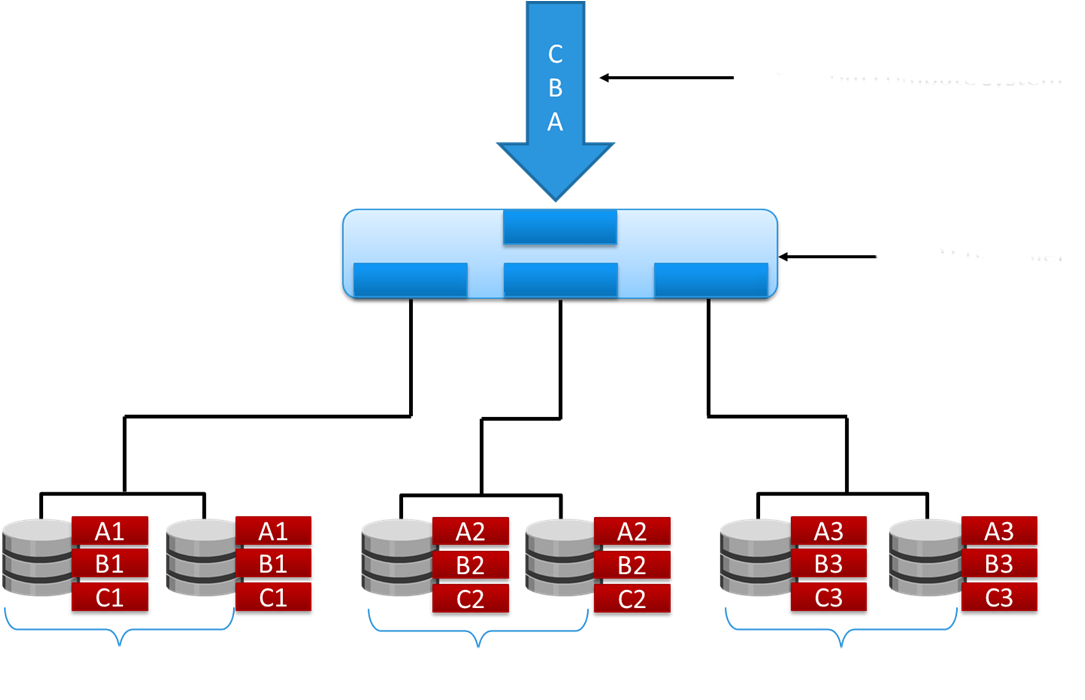 C
B
A
A1 A1 A2 A2 A3 A3
B1 B1 B2 B2 B3 B3
C1 C1 C2 C2 C3 C3